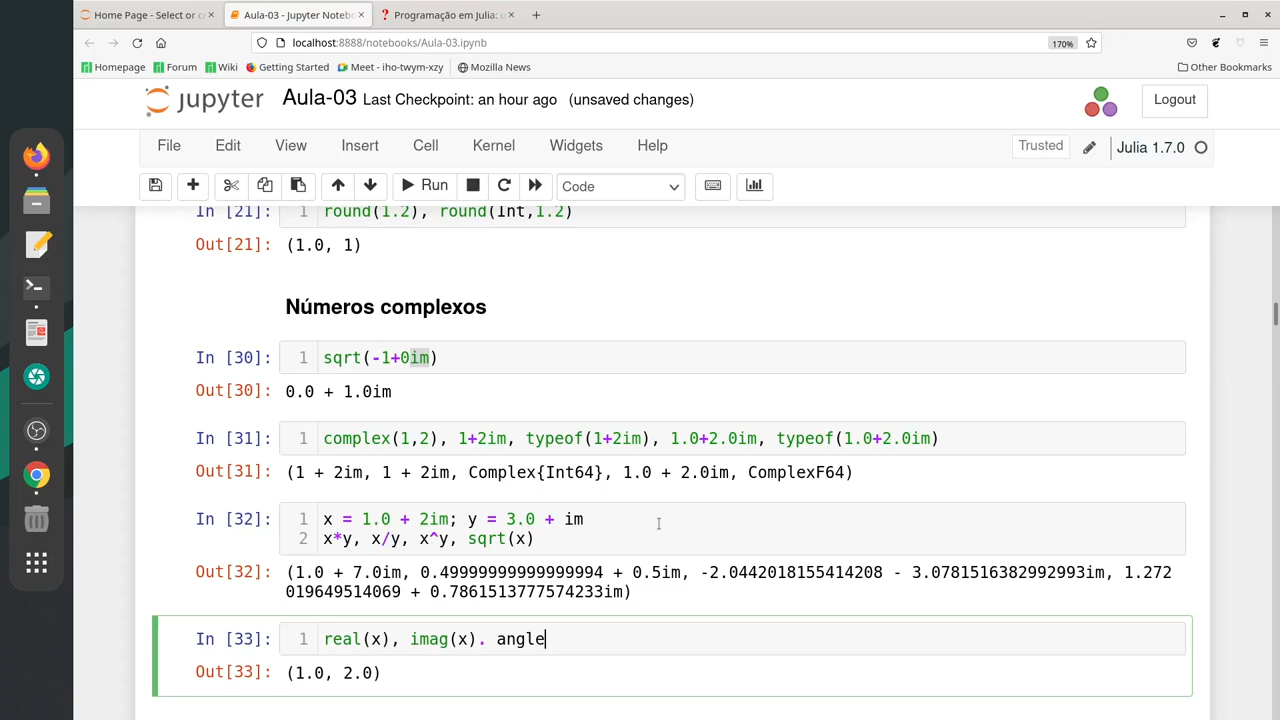 Home Page - Select or c
Aula-03 - Jupyter Noteb
Programação em Julia: u
localhost:8888/notebooks/Aula-03.ipynb
170%
Homepage
Forum
Wiki
Getting Started
Meet - iho-twym-xzy
Mozilla News
Other Bookmarks
jupyter
Aula-03
Last Checkpoint: an hour ago
(unsaved changes)
Logout
File
Edit
View
Insert
Cell
Kernel
Widgets
Help
Trusted
Julia 1.7.0
Run
Code
In [21]:
1 round(1.2), round(Int,1.2)
Out[21]:
(1.0, 1)
Números complexos
In [30]:
1 sqrt(-1+0im)
Out[30]:
0.0 + 1.0im
In [31]:
1 complex(1,2), 1+2im, typeof(1+2im), 1.0+2.0im, typeof(1.0+2.0im)
Out[31]:
(1 + 2im, 1 + 2im, Complex{Int64}, 1.0 + 2.0im, ComplexF64)
In [32]:
1 x = 1.0 + 2im; y = 3.0 + im
2 x*y, x/y, x^y, sqrt(x)
Out[32]:
(1.0 + 7.0im, 0.49999999999999994 + 0.5im, -2.0442018155414208 - 3.0781516382992993im, 1.272
019649514069 + 0.7861513777574233im)
In [33]:
1 real(x), imag(x). angle
Out[33]:
(1.0, 2.0)